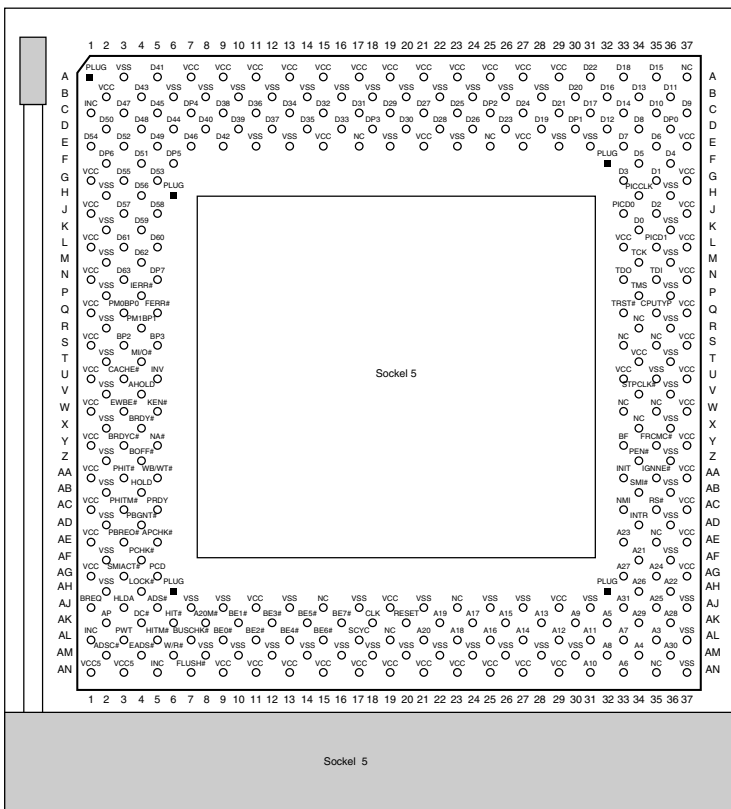 1 2 3 4 5 6 7 8 9 10 11 12 13 14 15 16 17 18 19 20 21 22 23 24 25 26 27 28 29 30 31 32 33 34 35 36 37
A PLUG VSS D41 VCC VCC VCC VCC VCC VCC VCC VCC VCC VCC VCC VCC D22 D18 D15 NC A
B VCC D43 VSS VSS VSS VSS VSS VSS VSS VSS VSS VSS VSS VSS D20 D16 D13 D11 B
C INC D47 D45 DP4 D38 D36 D34 D32 D31 D29 D27 D25 DP2 D24 D21 D17 D14 D10 D9 C
D D50 D48 D44 D40 D39 D37 D35 D33 DP3 D30 D28 D26 D23 D19 DP1 D12 D8 DP0 D
E D54 D52 D49 D46 D42 VSS VSS VCC NC VSS VCC VSS NC VSS VCC VSS D7 D6 VCC E
F DP6 D51 DP5 PLUG D5 D4 F
G VCC D55 D53 D3 D1 VCC G
H VSS D56 PLUG PICCLK VSS H
J VCC D57 D58 PICD0 D2 VCC J
K VSS D59 D0 VSS K
L VCC D61 D60 VCC PICD1 VCC L
M VSS D62 TCK VSS M
N VCC D63 DP7 TDO TDI VCC N
P VSS IERR# TMS VSS P
Q VCC PM0BP0 FERR# TRST# CPUTYP VCC Q
R VSS PM1BP1 NC VSS R
S VCC BP2 BP3 NC NC VCC S
T VSS MI/O# VCC VSS T
U VCC CACHE# INV VCC VSS VCC U
V VSS AHOLD STPCLK# VSS V
Sockel 5
W VCC EWBE# KEN# NC NC VCC W
X VSS BRDY# NC VSS X
Y VCC BRDYC# NA# BF FRCMC# VCC Y
Z VSS BOFF# PEN# VSS Z
AA VCC PHIT# WB/WT# INIT IGNNE# VCC AA
AB VSS HOLD SMI# VSS AB
AC VCC PHITM# PRDY NMI RS# VCC AC
AD VSS PBGNT# INTR VSS AD
AE VCC PBREO# APCHK# A23 NC VCC AE
AF VSS PCHK# A21 VSS AF
AG VCC SMIACT# PCD A27 A24 VCC AG
AH VSS LOCK# PLUG PLUG A26 A22 AH
AJ BREQ HLDA ADS# VSS VSS VCC VSS NC VSS VCC VSS NC VSS VCC VSS VSS A31 A25 VSS AJ
AK AP DC# HIT# A20M# BE1# BE3# BE5# BE7# CLK RESET A19 A17 A15 A13 A9 A5 A29 A28 AK
AL INC PWT HITM# BUSCHK# BE0# BE2# BE4# BE6# SCYC NC A20 A18 A16 A14 A12 A11 A7 A3 VSS AL
AM ADSC# EADS# W/R# VSS VSS VSS VSS VSS VSS VSS VSS VSS VSS VSS VSS A8 A4 A30 AM
AN VCC5 VCC5 INC FLUSH# VCC VCC VCC VCC VCC VCC VCC VCC VCC VCC VCC A10 A6 NC VSS AN
1 2 3 4 5 6 7 8 9 10 11 12 13 14 15 16 17 18 19 20 21 22 23 24 25 26 27 28 29 30 31 32 33 34 35 36 37
Sockel 5